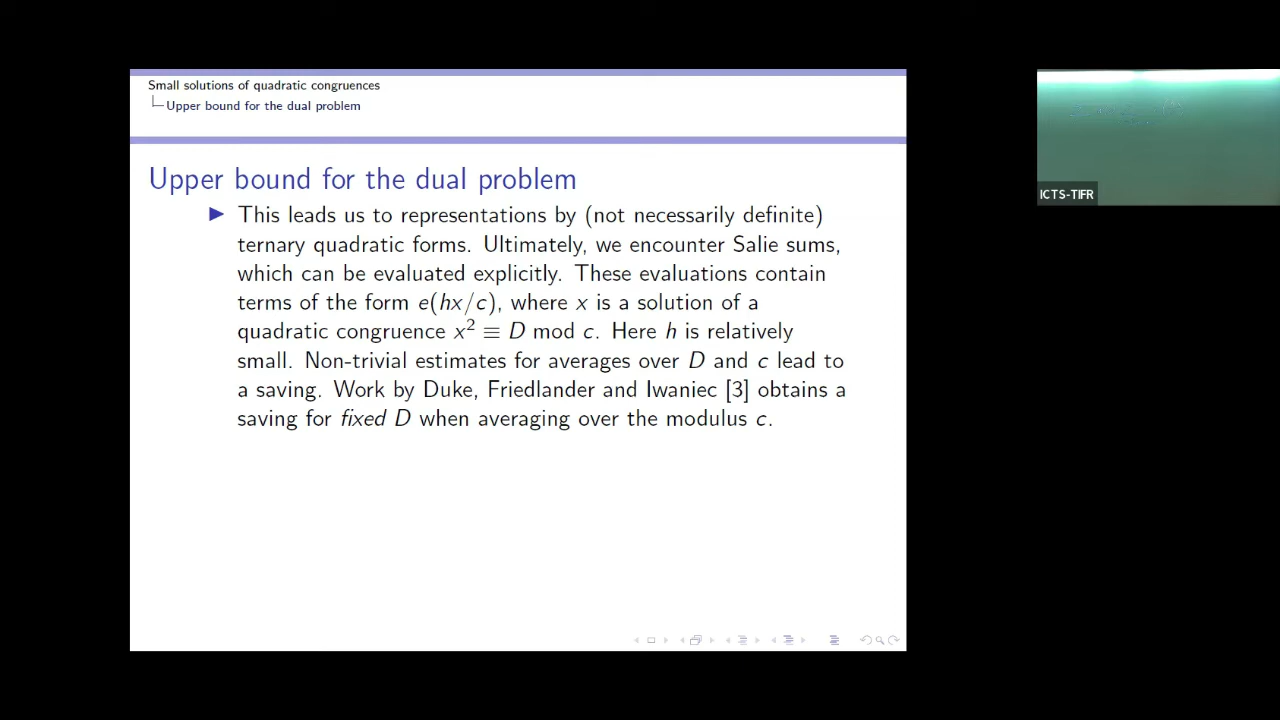 Small solutions of quadratic congruences
Upper bound for the dual problem
Upper bound for the dual problem
This leads us to representations by (not necessarily definite)
ternary quadratic forms. Ultimately, we encounter Salie sums,
which can be evaluated explicitly. These evaluations contain
terms of the form e(hx/c), where x is a solution of a
quadratic congruence x² ≡ D mod c. Here h is relatively
small. Non-trivial estimates for averages over D and c lead to
a saving. Work by Duke, Friedlander and Iwaniec [3] obtains a
saving for fixed D when averaging over the modulus c.
ICTS-TIFR